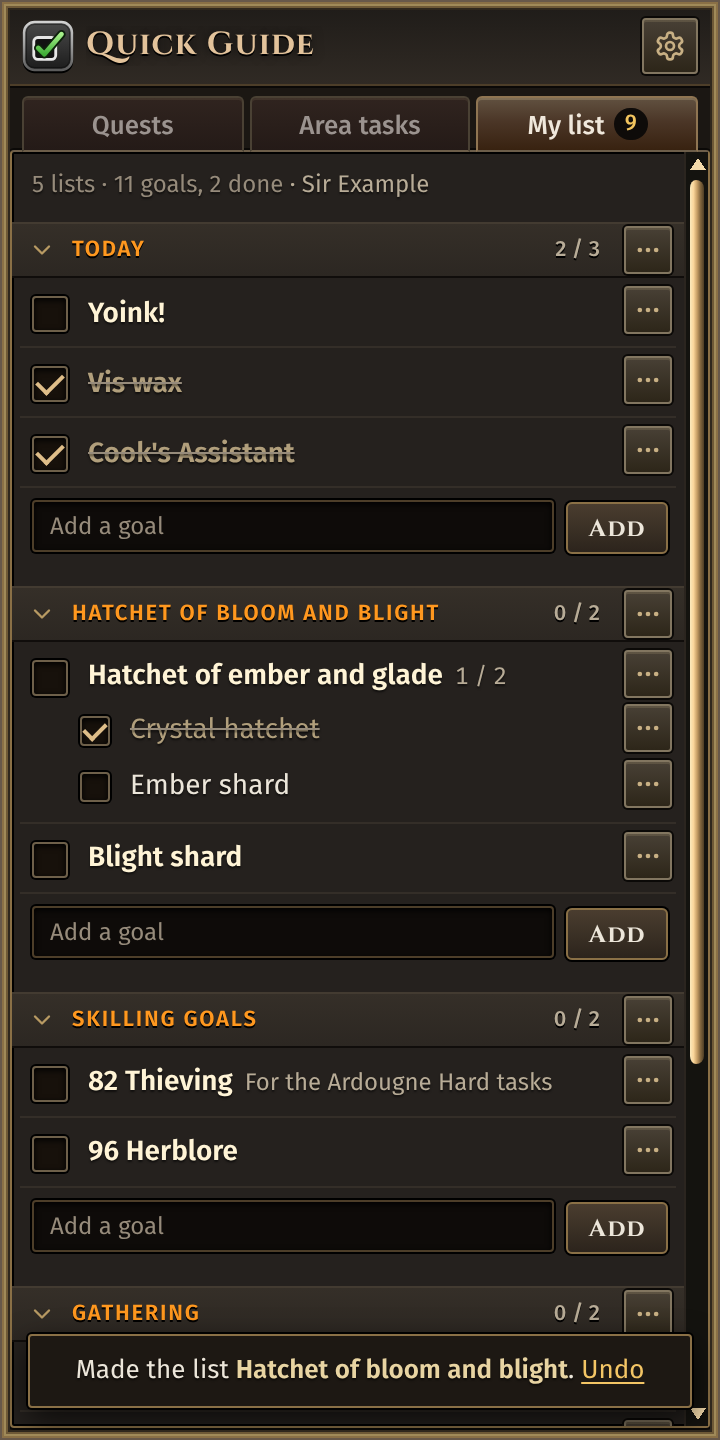 Quick Guide
Quests
Area tasks
My list 9
5 lists · 11 goals, 2 done · Sir Example
TODAY 2 / 3
Yoink!
Vis wax
Cook's Assistant
Add a goal ADD
HATCHET OF BLOOM AND BLIGHT 0 / 2
Hatchet of ember and glade 1 / 2
Crystal hatchet
Ember shard
Blight shard
Add a goal ADD
SKILLING GOALS 0 / 2
82 Thieving For the Ardougne Hard tasks
96 Herblore
Add a goal ADD
GATHERING 0 / 2
Made the list Hatchet of bloom and blight. Undo